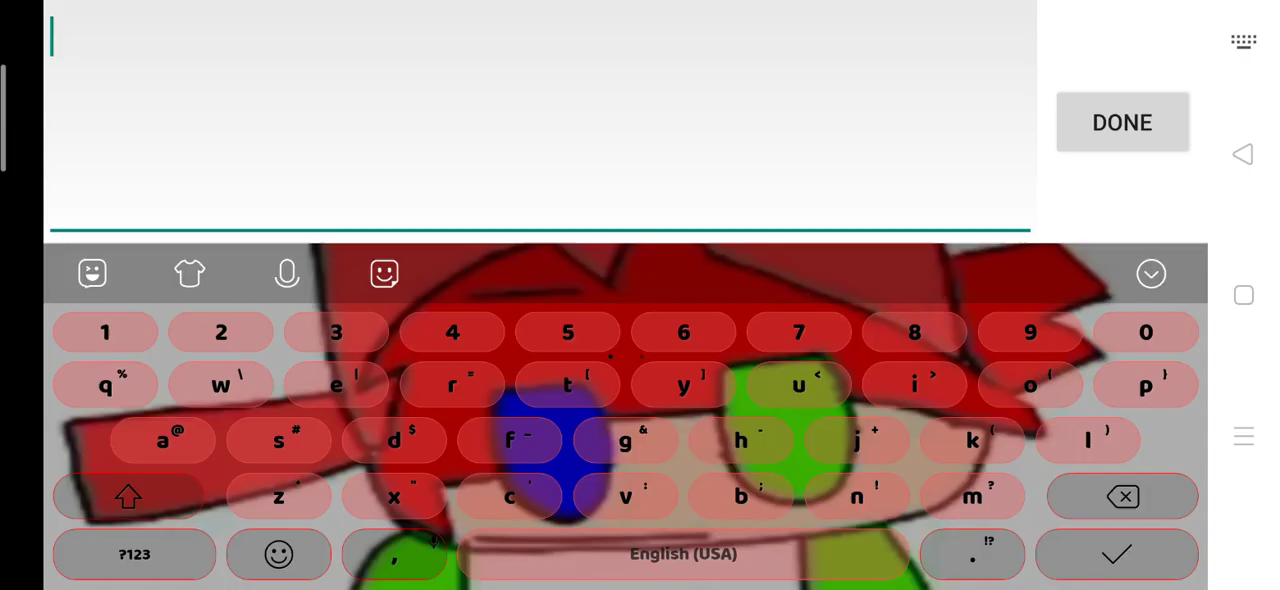 DONE
1 2 3 4 5 6 7 8 9 0
q % w \ e | r = t [ y ] u < i > o { p }
a @ s # d $ f _ g & h - j + k ( l )
z * x " c ' v : b ; n ! m ?
?123 , English (USA) . !?